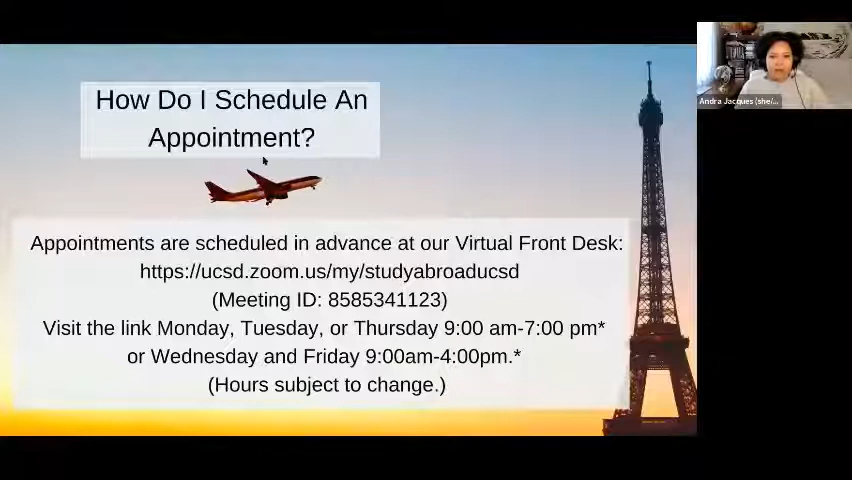 How Do I Schedule An
Appointment?
Appointments are scheduled in advance at our Virtual Front Desk:
https://ucsd.zoom.us/my/studyabroaducsd
(Meeting ID: 8585341123)
Visit the link Monday, Tuesday, or Thursday 9:00 am-7:00 pm*
or Wednesday and Friday 9:00am-4:00pm.*
(Hours subject to change.)
Andra Jacques (she/...